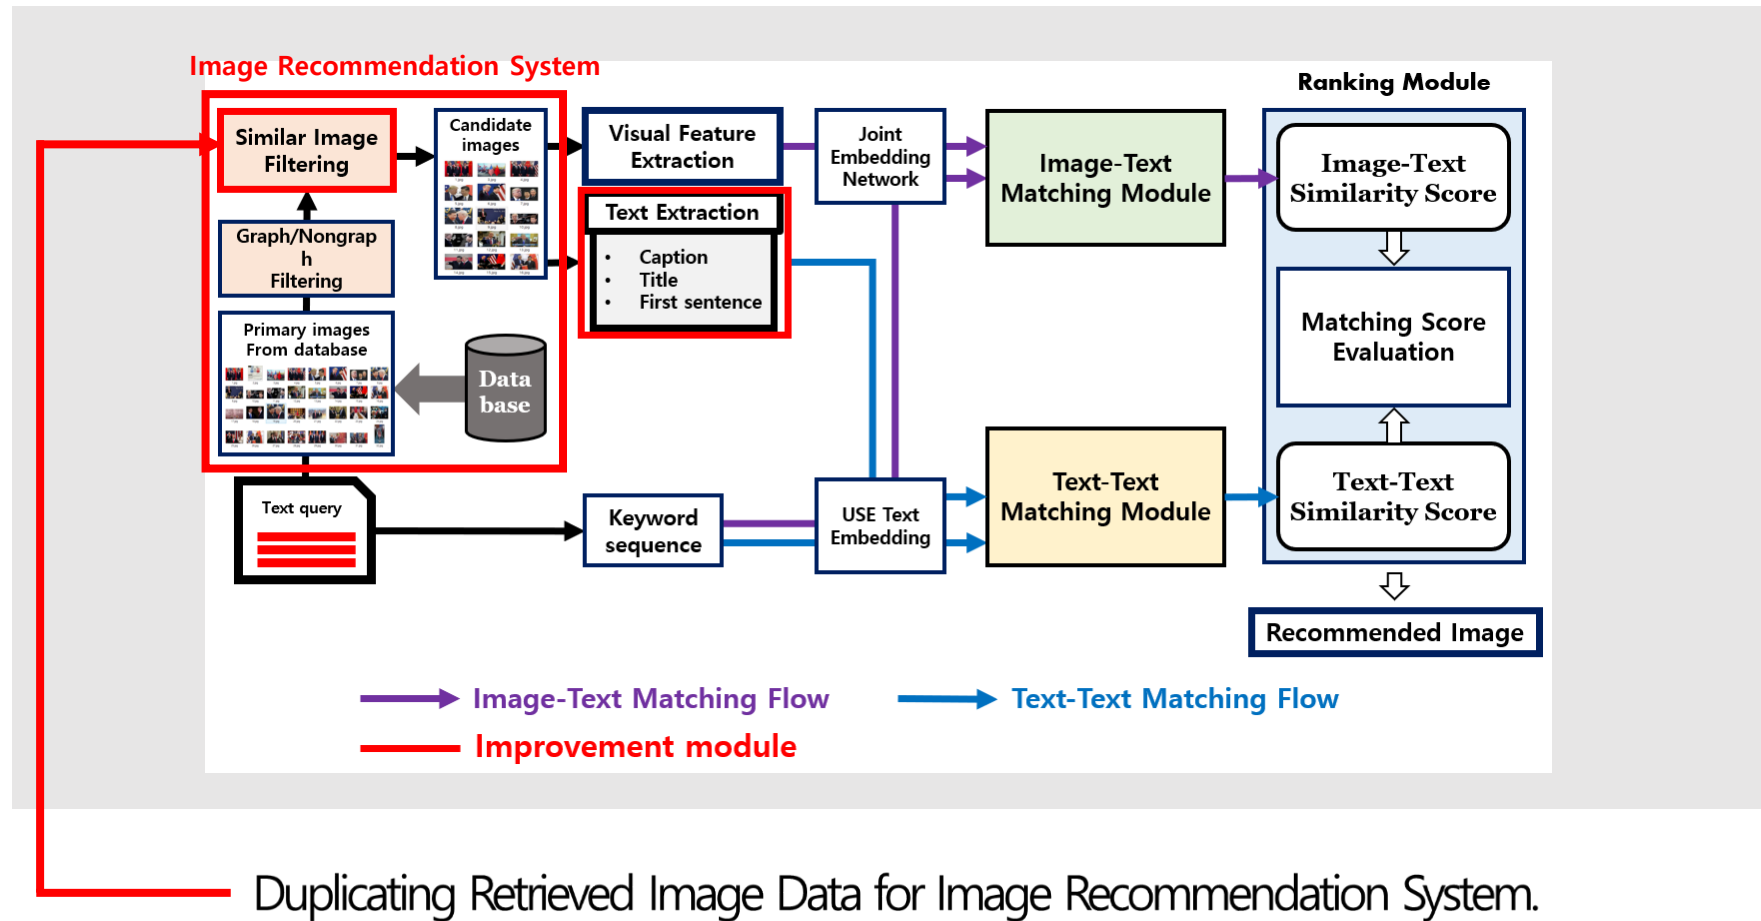 Image Recommendation System
Ranking Module
Similar Image
Filtering
Candidate
images
Visual Feature
Extraction
Joint
Embedding
Network
Image-Text
Matching Module
Image-Text
Similarity Score
Text Extraction
• Caption
• Title
• First sentence
Graph/Nongrap
h
Filtering
Primary images
From database
Data
base
Matching Score
Evaluation
Text query
Keyword
sequence
USE Text
Embedding
Text-Text
Matching Module
Text-Text
Similarity Score
Recommended Image
Image-Text Matching Flow
Text-Text Matching Flow
Improvement module
Duplicating Retrieved Image Data for Image Recommendation System.